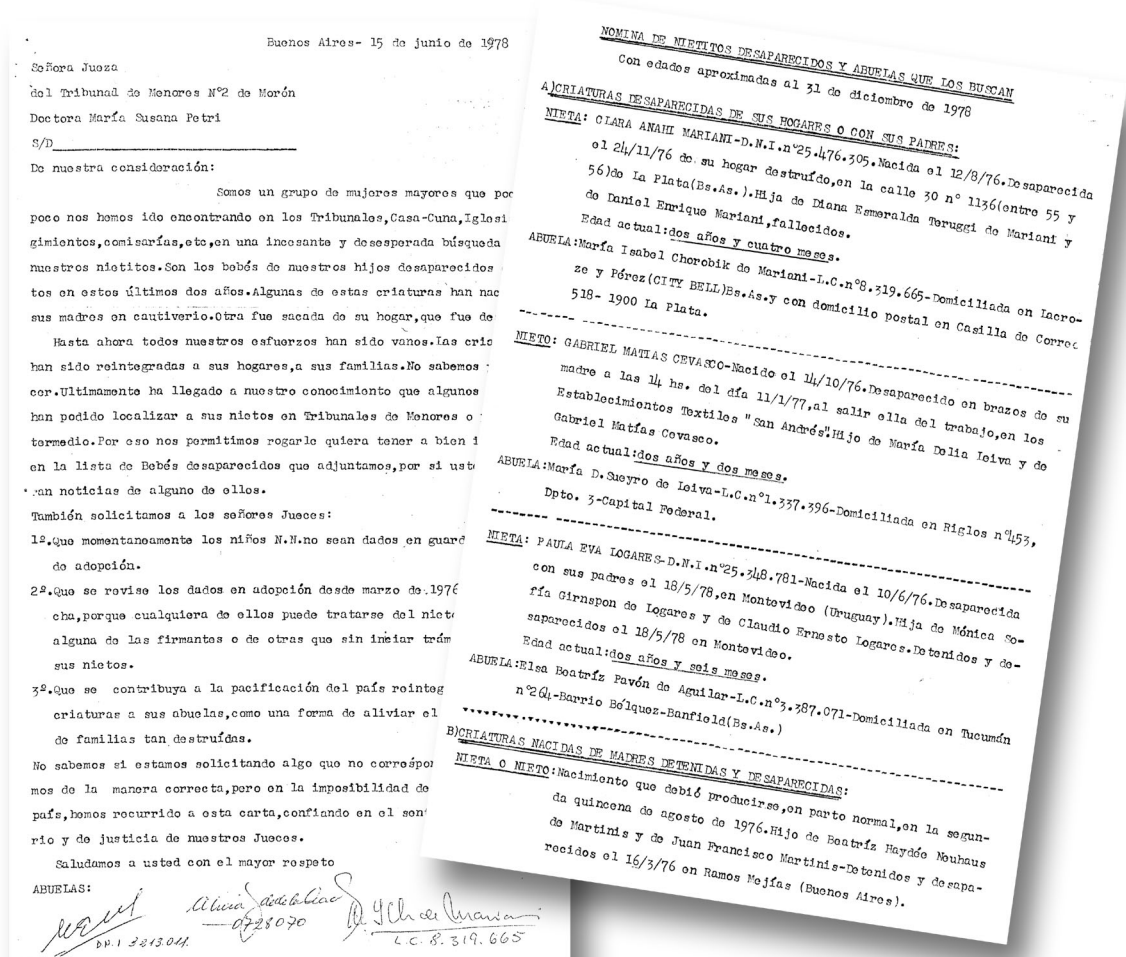 Buenos Aires- 15 de junio de 1978
Señora Jueza
del Tribunal de Menores Nº2 de Morón
Doctora María Susana Petri
S/D
De nuestra consideración:
Somos un grupo de mujeres mayores que poc
poco nos hemos ido encontrando en los Tribunales,Casa-Cuna,Iglesi
gimientos,comisarías,etc,en una incesante y desesperada búsqueda
nuestros nietitos.Son los bebés de nuestros hijos desaparecidos
tos en estos últimos dos años.Algunas de estas criaturas han nac
sus madres en cautiverio.Otra fue sacada de su hogar,que fue de
Hasta ahora todos nuestros esfuerzos han sido vanos.Las cria
han sido reintegradas a sus hogares,a sus familias.No sabemos
cer.Ultimamente ha llegado a nuestro conocimiento que algunos
han podido localizar a sus nietos en Tribunales de Menores o
termedio.Por eso nos permitimos rogarle quiera tener a bien i
en la lista de Bebés desaparecidos que adjuntamos,por si uste
an noticias de alguno de ellos.
También solicitamos a los señores Jueces:
1º.Que momentaneamente los niños N.N.no sean dados en guard
de adopción.
2º.Que se revise los dados en adopción desde marzo de 1976
cha,porque cualquiera de ellos puede tratarse del nieto
alguna de las firmantes o de otras que sin iniciar trám
sus nietos.
3º.Que se contribuya a la pacificación del país reinteg
criaturas a sus abuelas,como una forma de aliviar el
de familias tan destruídas.
No sabemos si estamos solicitando algo que no correspon
mos de la manera correcta,pero en la imposibilidad de
país,hemos recurrido a esta carta,confiando en el sen
rio y de justicia de nuestros Jueces.
Saludamos a usted con el mayor respeto
ABUELAS:
Alicia de la
0728070
L.C. 8.319.665
NOMINA DE NIETITOS DESAPARECIDOS Y ABUELAS QUE LOS BUSCAN
Con edades aproximadas al 31 de diciembre de 1978
A)CRIATURAS DESAPARECIDAS DE SUS HOGARES O CON SUS PADRES:
NIETA: CLARA ANAHI MARIANI-D.N.I.nº25.476.305.Nacida el 12/8/76.Desaparecida
el 24/11/76 de su hogar destruído,en la calle 30 nº 1136(entre 55 y
56)de La Plata(Bs.As.).Hija de Diana Esmeralda Teruggi de Mariani y
de Daniel Enrique Mariani,fallecidos.
Edad actual:dos años y cuatro meses.
ABUELA:María Isabel Chorobik de Mariani-L.C.nº8.319.665-Domiciliada en Lacro-
ze y Pérez(CITY BELL)Bs.As.y con domicilio postal en Casilla de Correo
518- 1900 La Plata.
NIETO: GABRIEL MATIAS CEVASCO-Nacido el 14/10/76.Desaparecido en brazos de su
madre a las 14 hs. del día 11/1/77,al salir ella del trabajo,en los
Establecimientos Textiles "San Andrés".Hijo de María Delia Leiva y de
Gabriel Matías Cevasco.
Edad actual:dos años y dos meses.
ABUELA:María D.Sueyro de Leiva-L.C.nº1.337.396-Domiciliada en Riglos nº453,
Dpto. 3-Capital Federal.
NIETA: PAULA EVA LOGARES-D.N.I.nº25.348.781-Nacida el 10/6/76.Desaparecida
con sus padres el 18/5/78,en Montevideo (Uruguay).Hija de Mónica So-
fía Girnspon de Logares y de Claudio Ernesto Logares.Detenidos y de-
saparecidos el 18/5/78 en Montevideo.
Edad actual:dos años y seis meses.
ABUELA:Elsa Beatríz Pavón de Aguilar-L.C.nº3.387.071-Domiciliada en Tucumán
nº264-Barrio Bélquez-Banfield(Bs.As.)
B)CRIATURAS NACIDAS DE MADRES DETENIDAS Y DESAPARECIDAS:
NIETA O NIETO:Nacimiento que debió producirse,en parto normal,en la segun-
da quincena de agosto de 1976.Hijo de Beatríz Haydée Neuhaus
de Martinis y de Juan Francisco Martinis-Detenidos y desapa-
recidos el 16/3/76 en Ramos Mejías (Buenos Aires).